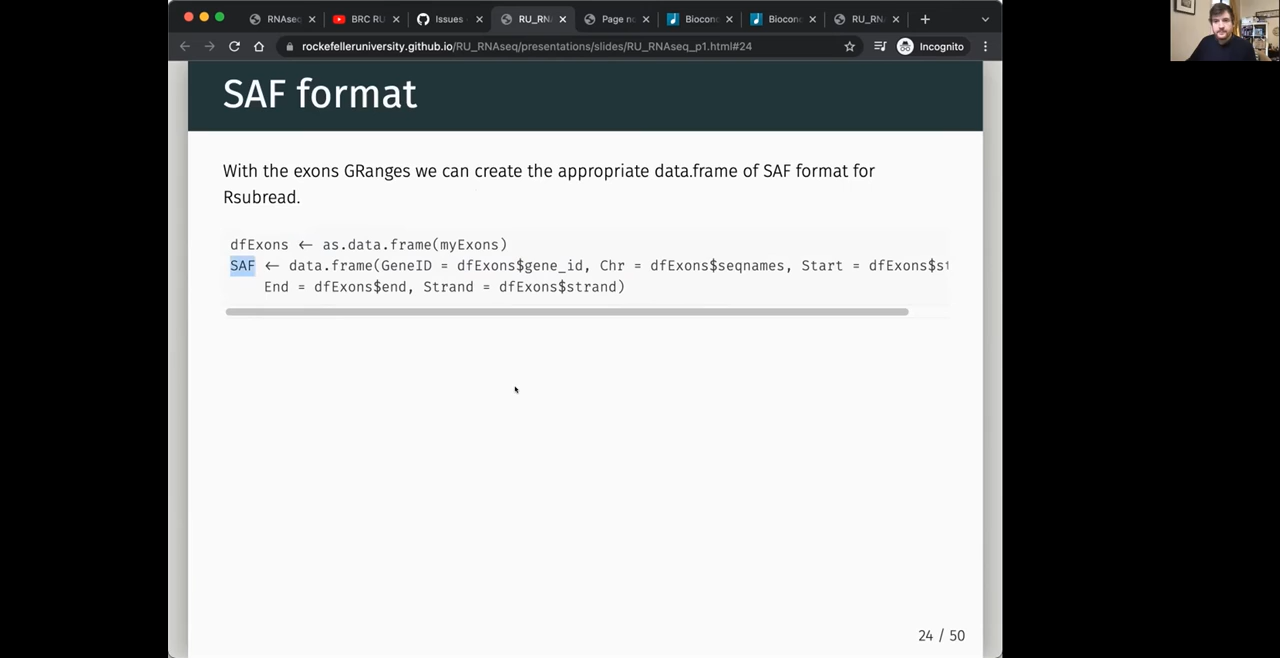 RNAseq
BRC RU
Issues
RU_RN
Page n
Biocon
Biocon
RU_RN
rockefelleruniversity.github.io/RU_RNAseq/presentations/slides/RU_RNAseq_p1.html#24
Incognito
SAF format
With the exons GRanges we can create the appropriate data.frame of SAF format for
Rsubread.
dfExons ← as.data.frame(myExons)
SAF ← data.frame(GeneID = dfExons$gene_id, Chr = dfExons$seqnames, Start = dfExons$st
End = dfExons$end, Strand = dfExons$strand)
24 / 50